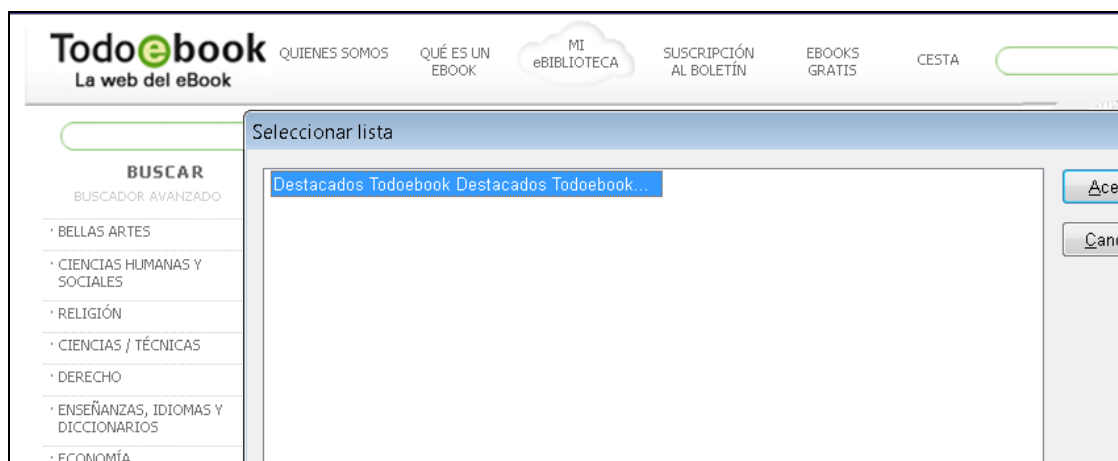 Todoebook
La web del eBook
QUIENES SOMOS
QUÉ ES UN
EBOOK
MI
eBIBLIOTECA
SUSCRIPCIÓN
AL BOLETÍN
EBOOKS
GRATIS
CESTA
Seleccionar lista
Destacados Todoebook Destacados Todoebook...
Ace
Canc
BUSCAR
BUSCADOR AVANZADO
· BELLAS ARTES
· CIENCIAS HUMANAS Y
SOCIALES
· RELIGIÓN
· CIENCIAS / TÉCNICAS
· DERECHO
· ENSEÑANZAS, IDIOMAS Y
DICCIONARIOS
· ECONOMÍA